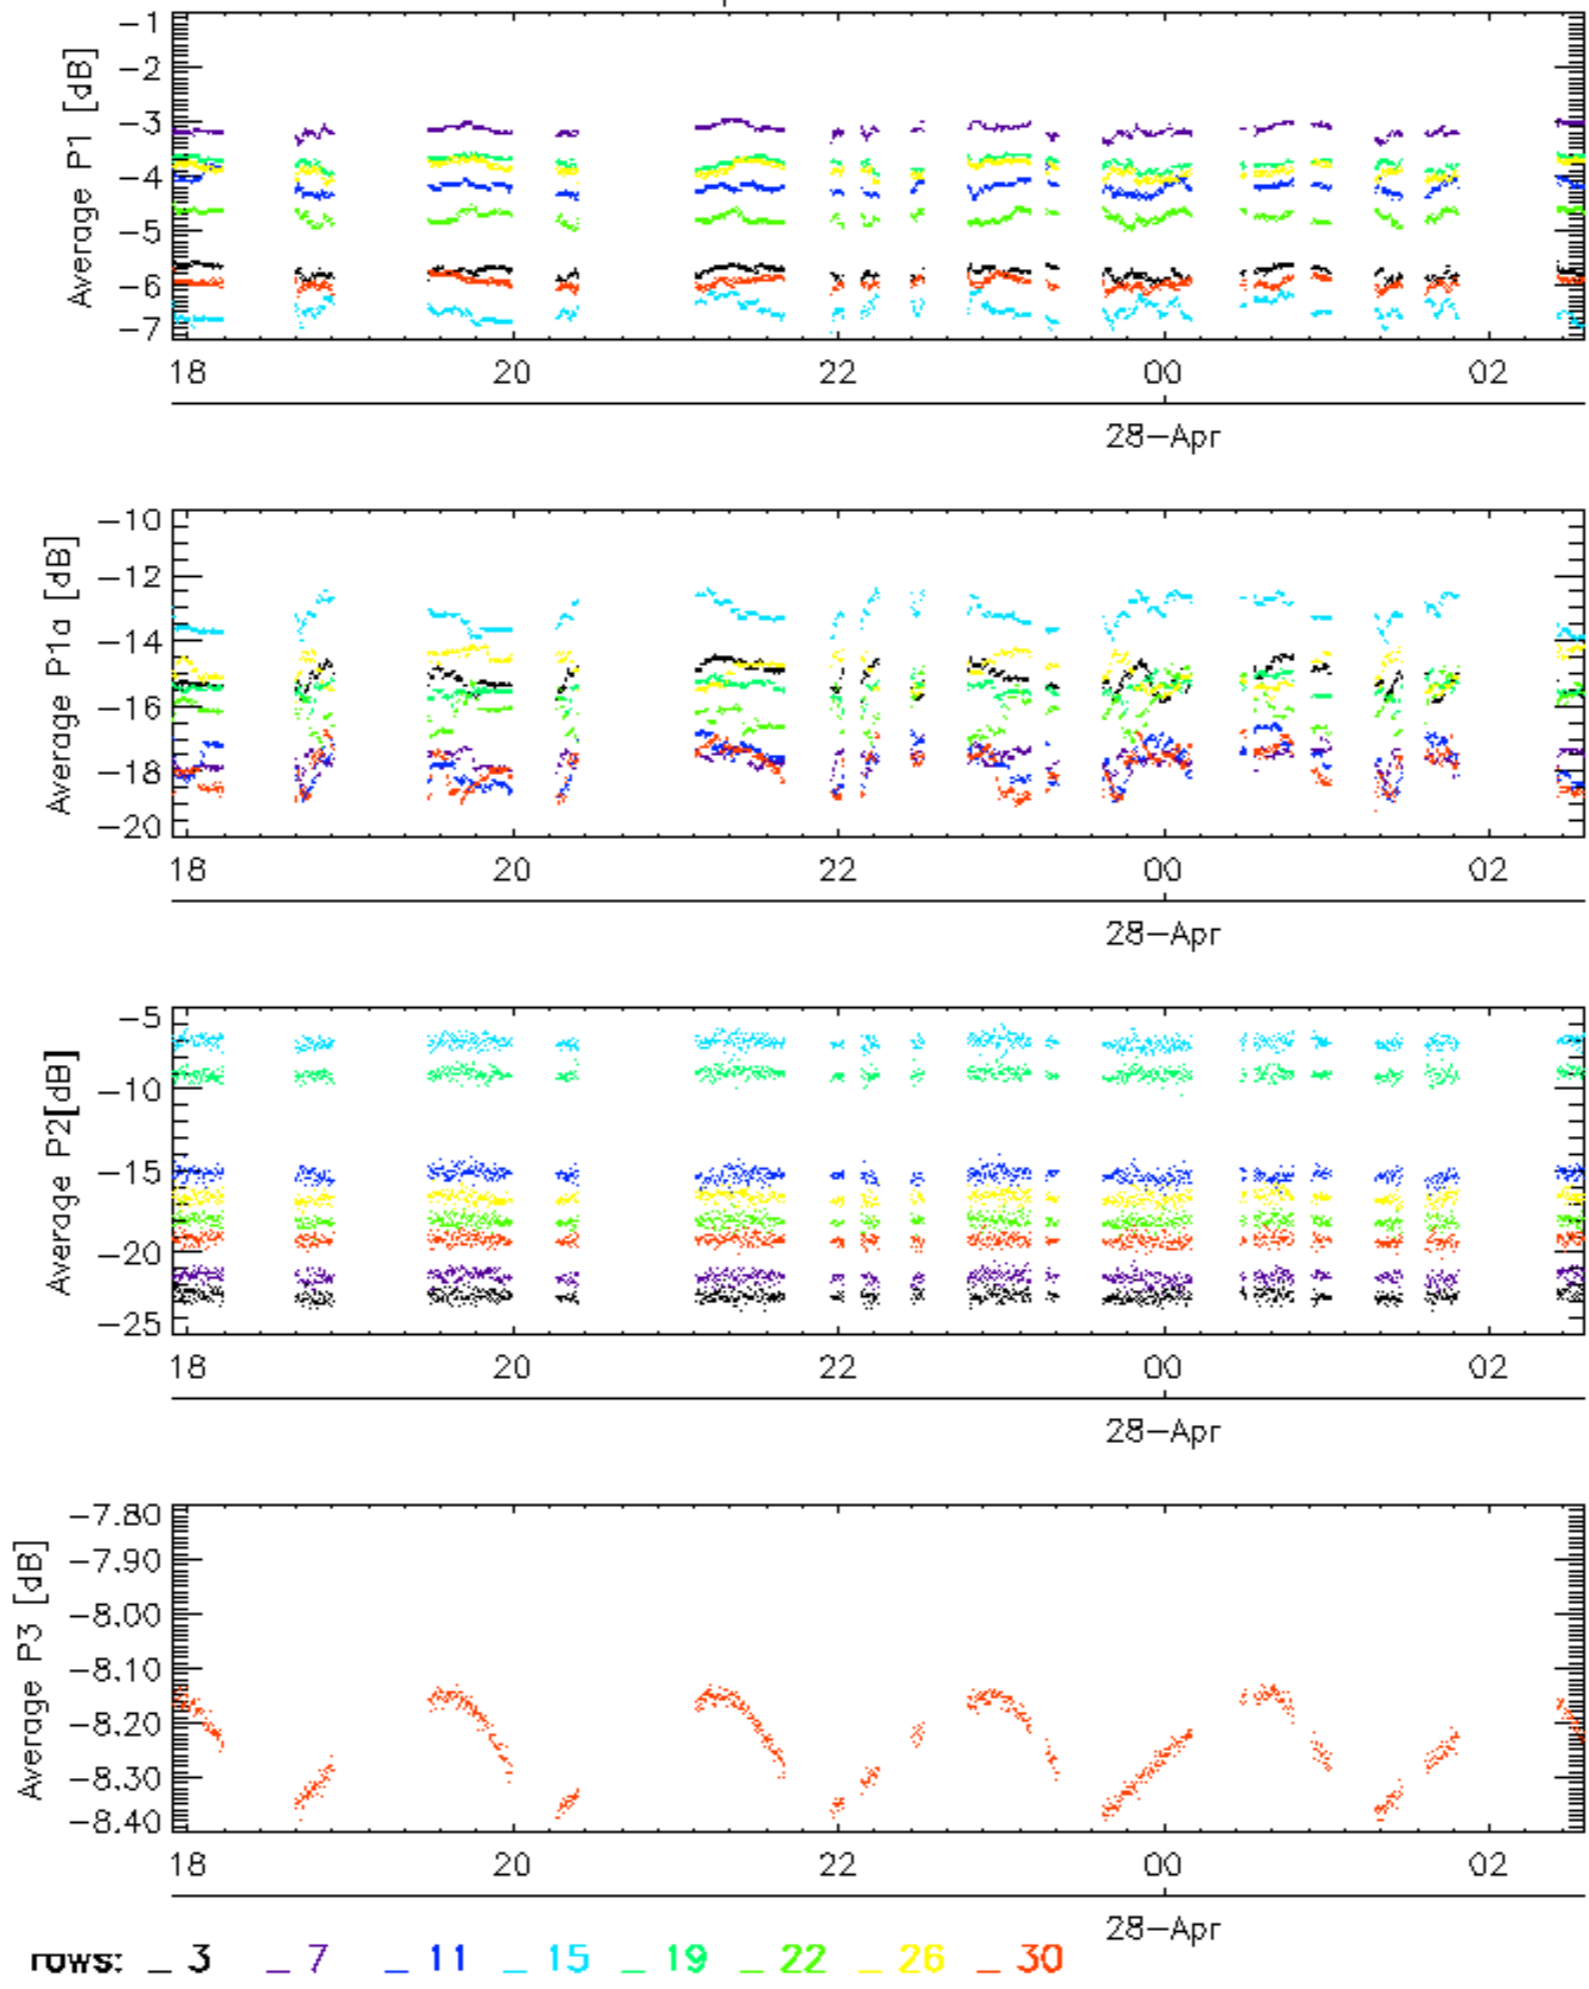 Average P1 [dB]
-1
-2
-3
-4
-5
-6
-7
18 20 22 00 02
28-Apr
Average P1a [dB]
-10
-12
-14
-16
-18
-20
18 20 22 00 02
28-Apr
Average P2[dB]
-5
-10
-15
-20
-25
18 20 22 00 02
28-Apr
Average P3 [dB]
-7.80
-7.90
-8.00
-8.10
-8.20
-8.30
-8.40
18 20 22 00 02
28-Apr
rows: _ 3 _ 7 _ 11 _ 15 _ 19 _ 22 _ 26 _ 30